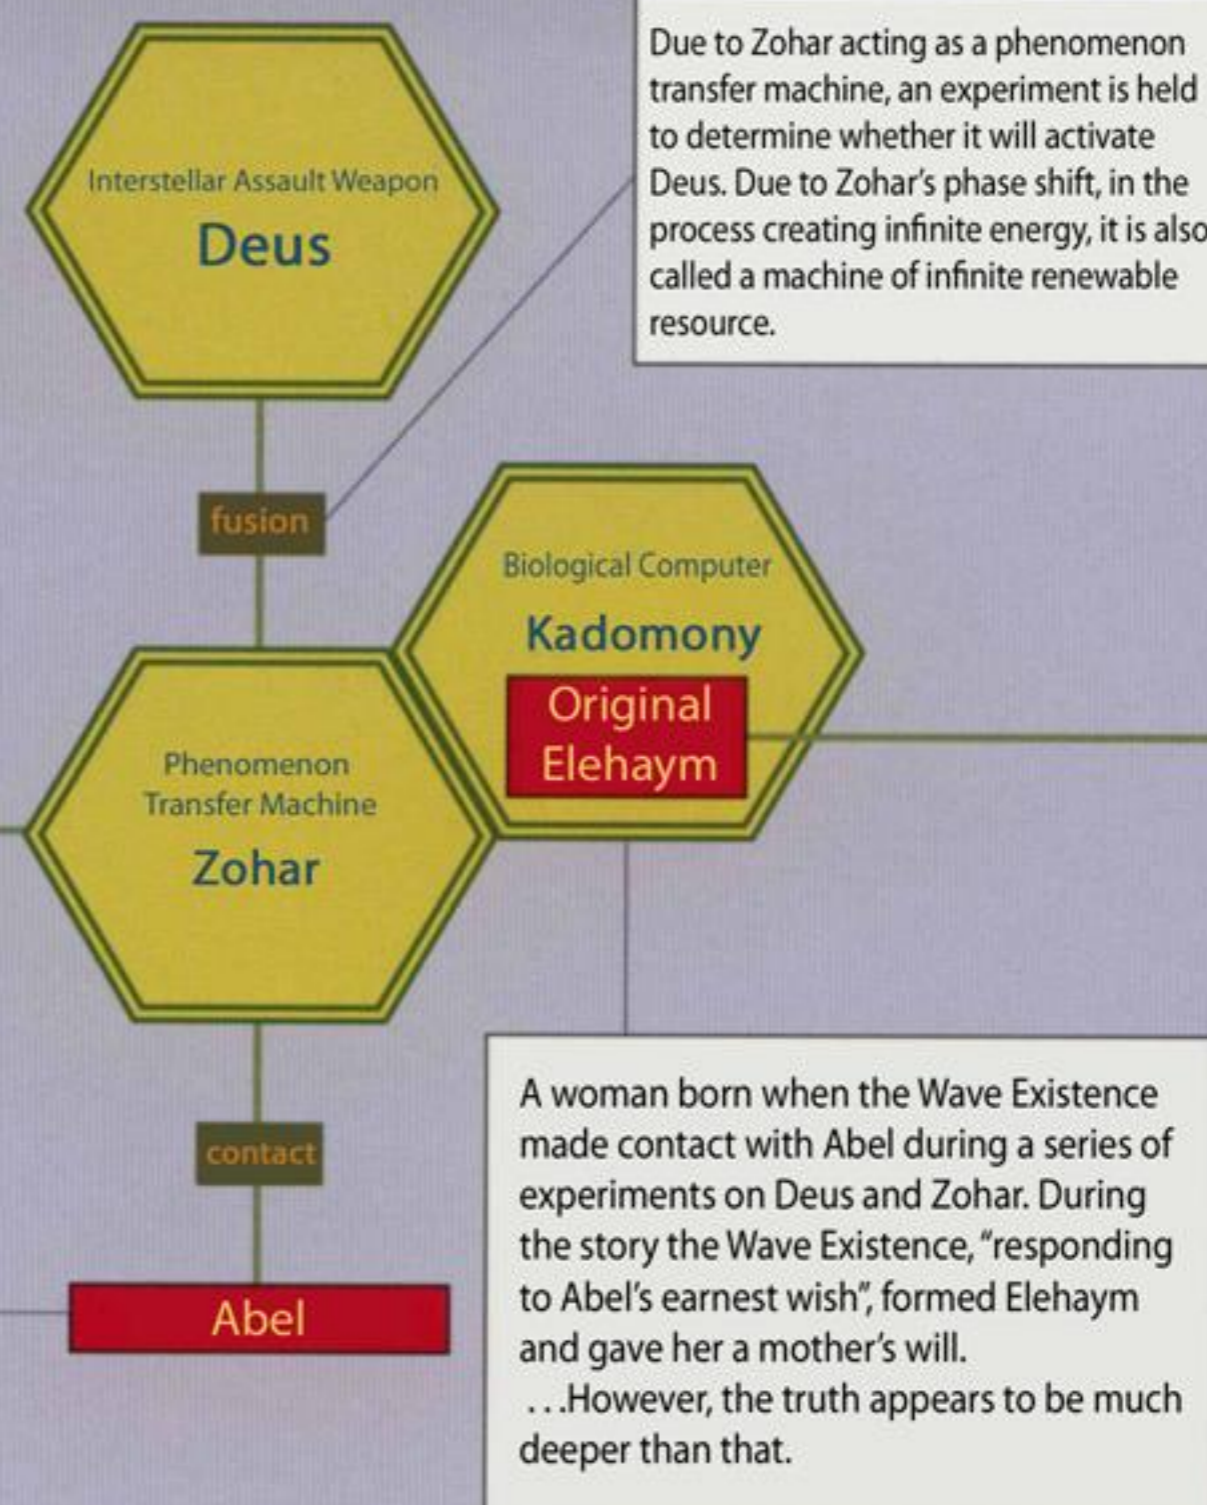 Due to Zohar acting as a phenomenon
transfer machine, an experiment is held
to determine whether it will activate
Deus. Due to Zohar's phase shift, in the
process creating infinite energy, it is also
called a machine of infinite renewable
resource.
Interstellar Assault Weapon
Deus
fusion
Biological Computer
Kadomony
Original
Elehaym
Phenomenon
Transfer Machine
Zohar
contact
Abel
A woman born when the Wave Existence
made contact with Abel during a series of
experiments on Deus and Zohar. During
the story the Wave Existence, "responding
to Abel's earnest wish", formed Elehaym
and gave her a mother's will.
...However, the truth appears to be much
deeper than that.